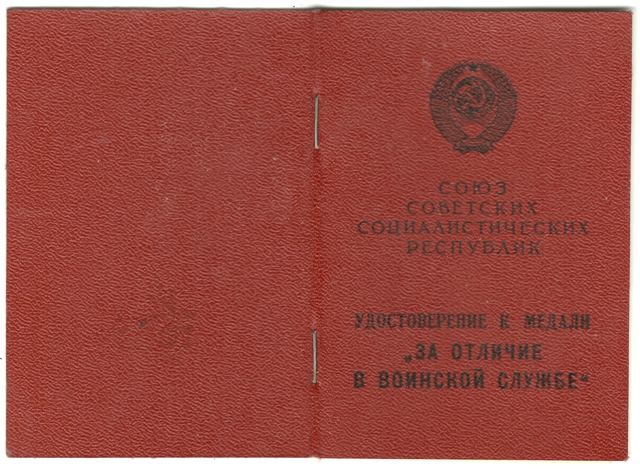 СОЮЗ
СОВЕТСКИХ
СОЦИАЛИСТИЧЕСКИХ
РЕСПУБЛИК
УДОСТОВЕРЕНИЕ К МЕДАЛИ
„ЗА ОТЛИЧИЕ
В ВОИНСКОЙ СЛУЖБЕ“